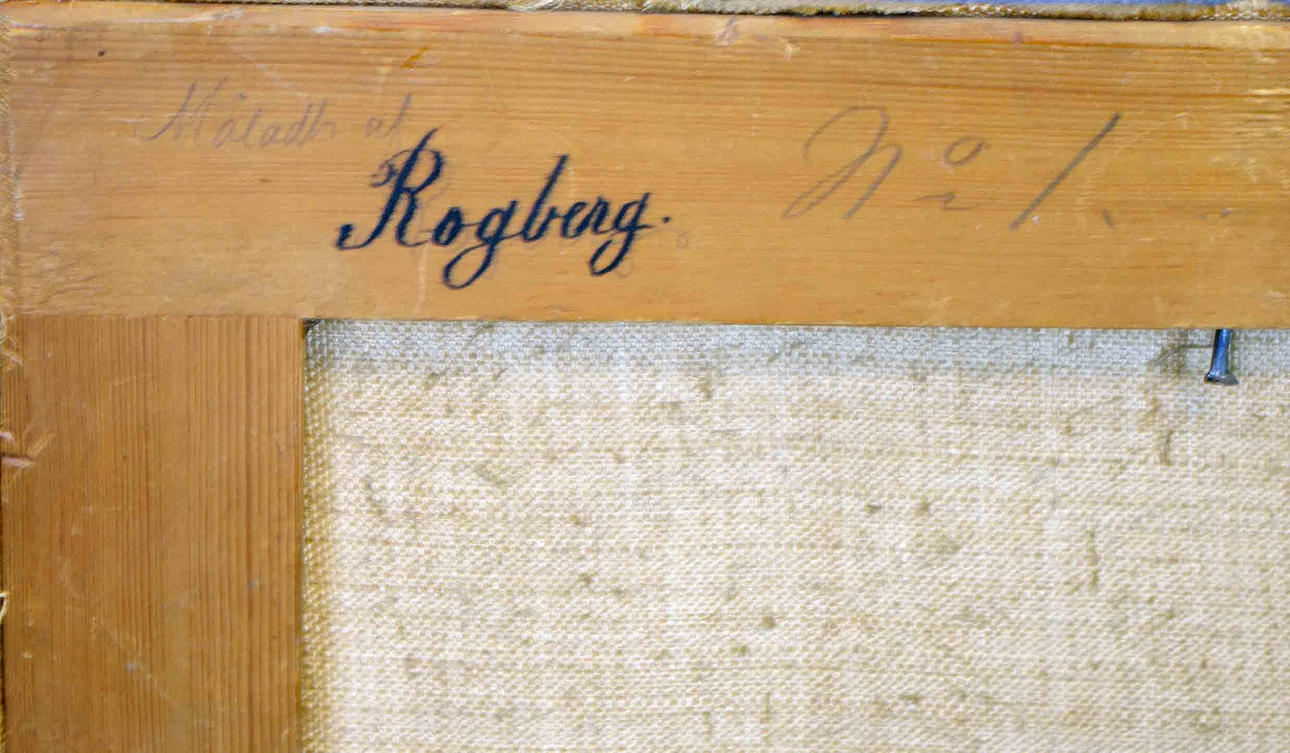 Måladt af
Rogberg.
No 1.